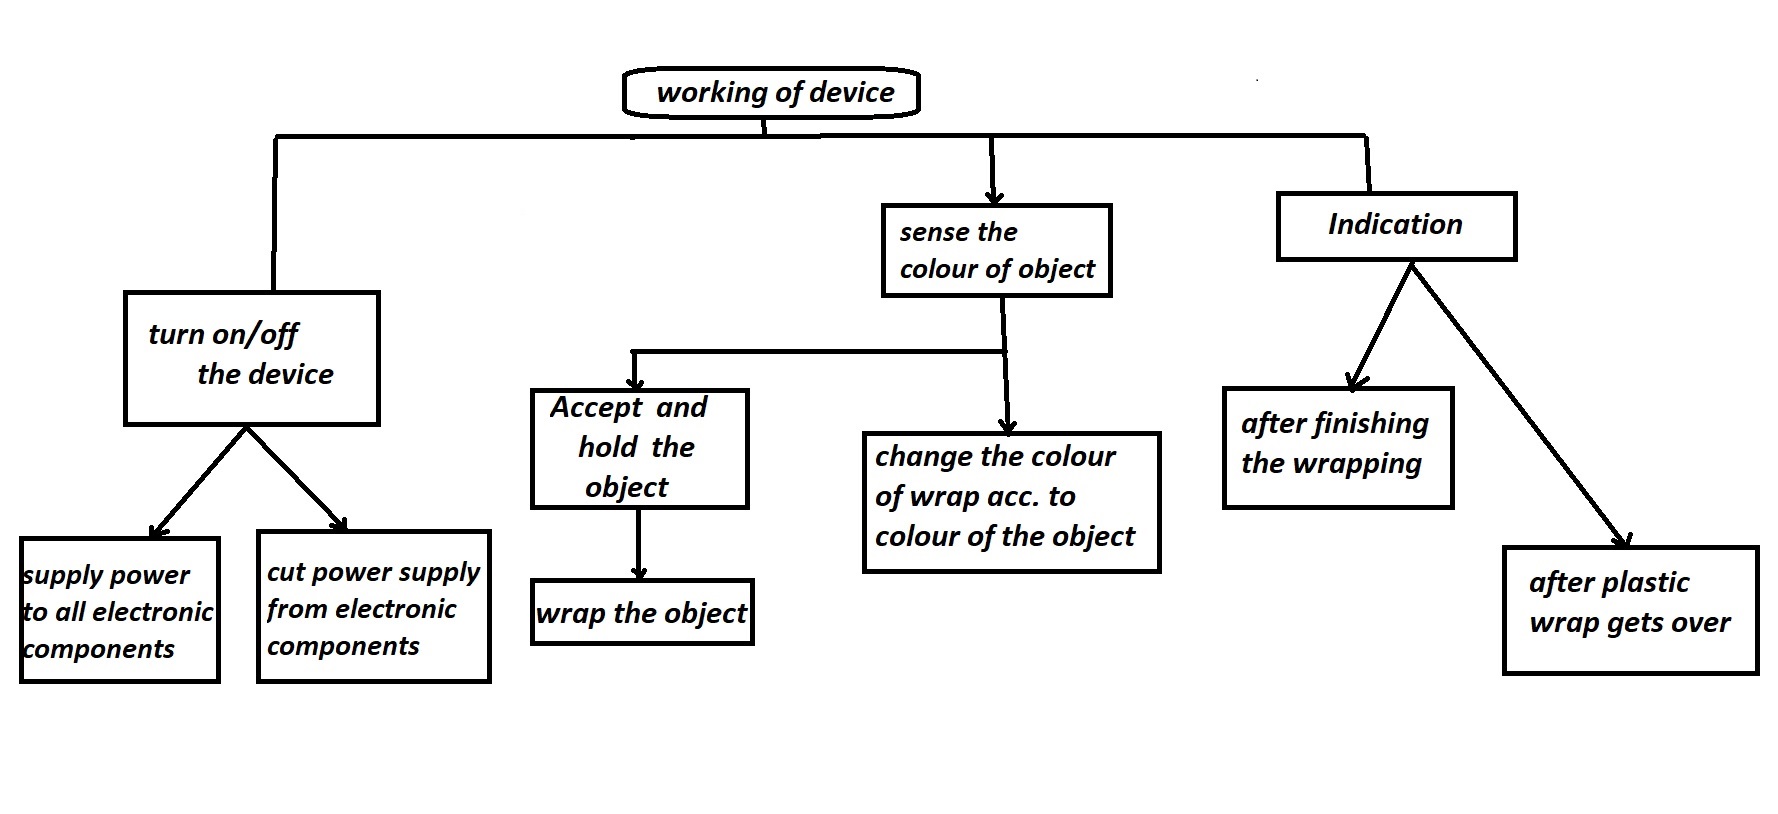 working of device
sense the
colour of object
Indication
turn on/off
the device
Accept and
hold the
object
change the colour
of wrap acc. to
colour of the object
after finishing
the wrapping
supply power
to all electronic
components
cut power supply
from electronic
components
wrap the object
after plastic
wrap gets over